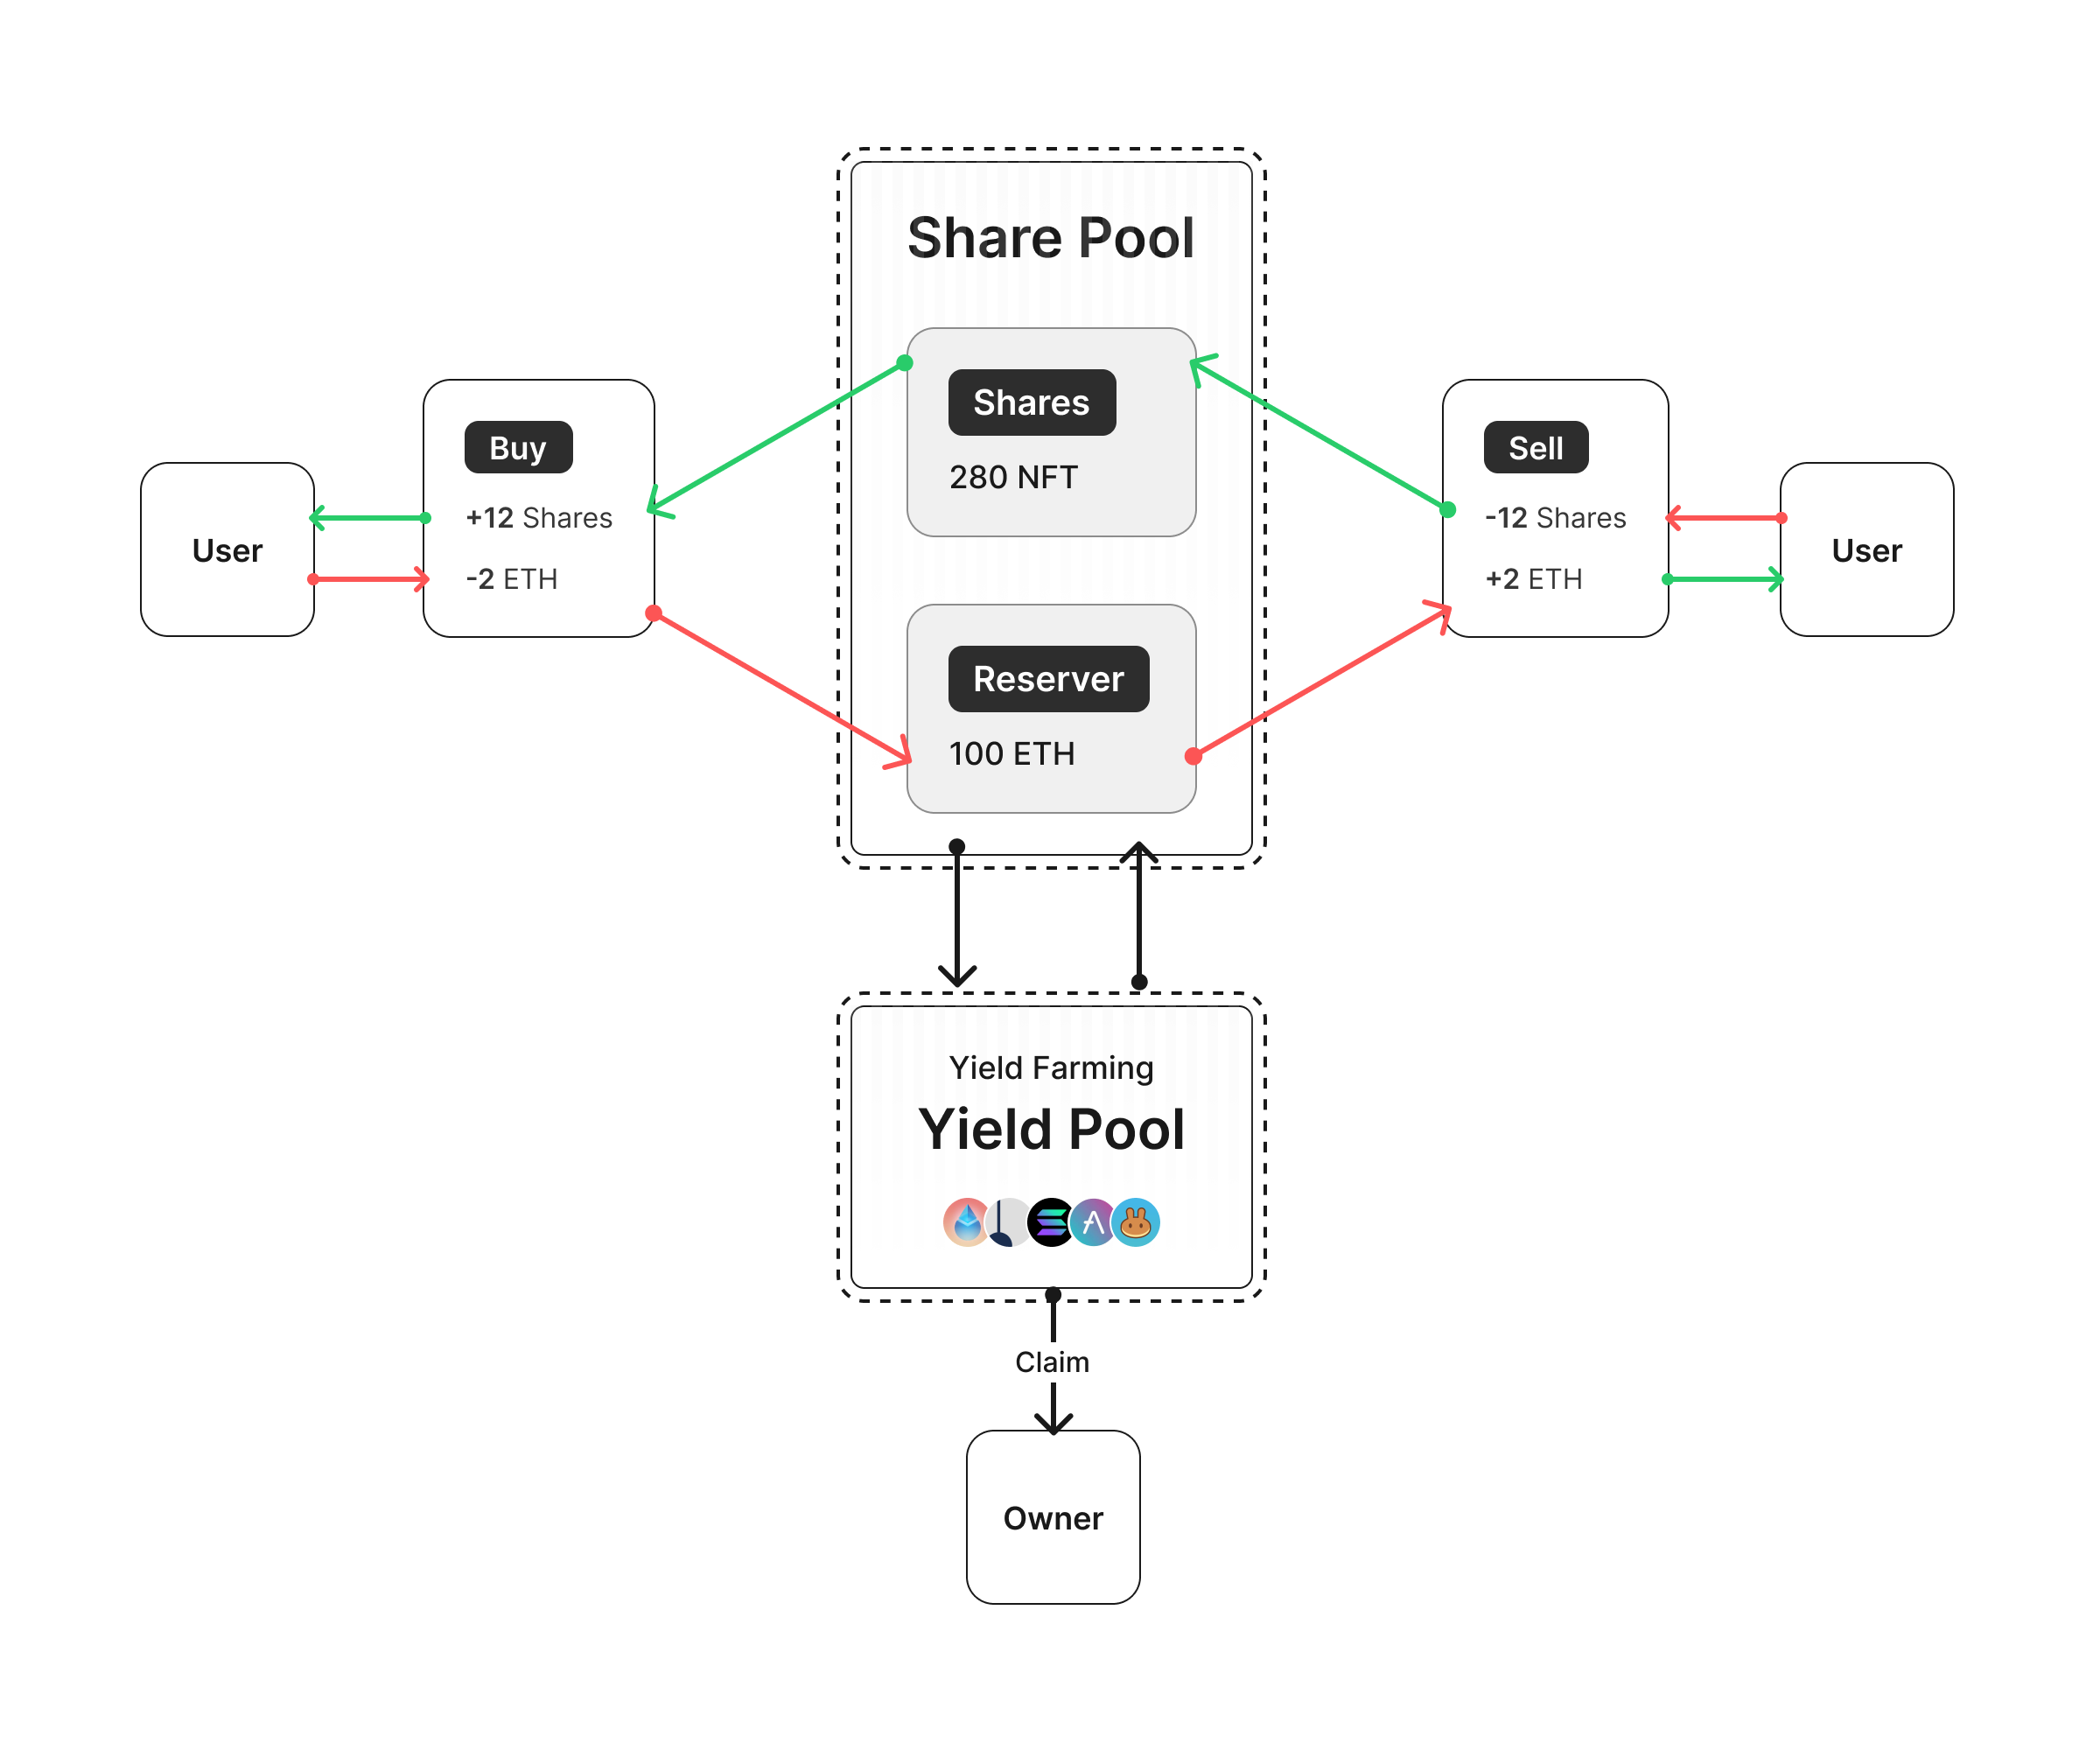 Share Pool
Shares
280 NFT
Reserver
100 ETH
User
Buy
+12 Shares
-2 ETH
Sell
-12 Shares
+2 ETH
User
Yield Farming
Yield Pool
Claim
Owner